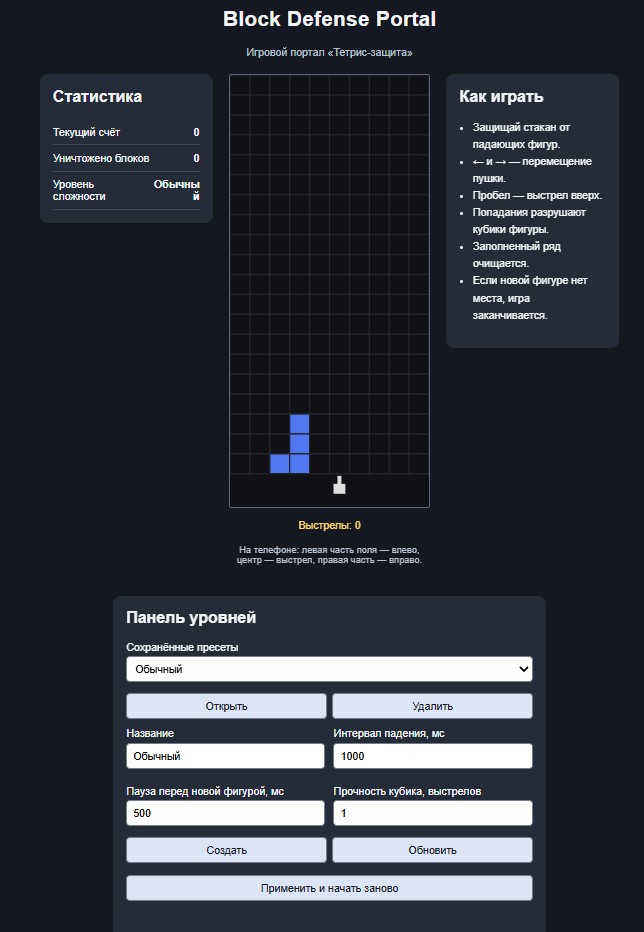 Block Defense Portal
Игровой портал «Тетрис-защита»
Статистика
Текущий счёт 0
Уничтожено блоков 0
Уровень Обычны
сложности й
Как играть
• Защищай стакан от
падающих фигур.
• ← и → — перемещение
пушки.
• Пробел — выстрел вверх.
• Попадания разрушают
кубики фигуры.
• Заполненный ряд
очищается.
• Если новой фигуре нет
места, игра
заканчивается.
Выстрелы: 0
На телефоне: левая часть поля — влево,
центр — выстрел, правая часть — вправо.
Панель уровней
Сохранённые пресеты
Обычный
Открыть Удалить
Название Интервал падения, мс
Обычный 1000
Пауза перед новой фигурой, мс Прочность кубика, выстрелов
500 1
Создать Обновить
Применить и начать заново